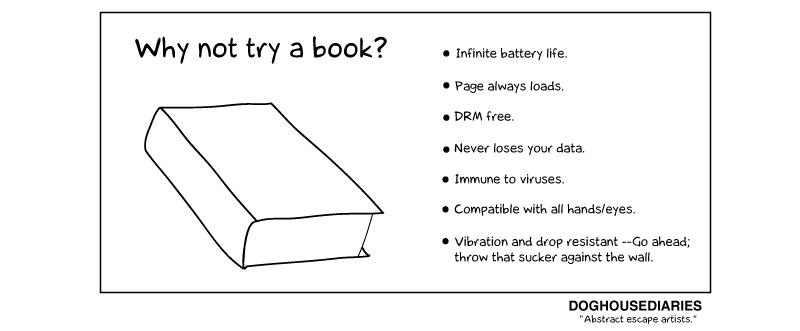 Why not try a book?
• Infinite battery life.
• Page always loads.
• DRM free.
• Never loses your data.
• Immune to viruses.
• Compatible with all hands/eyes.
• Vibration and drop resistant --Go ahead;
throw that sucker against the wall.
DOGHOUSEDIARIES
"Abstract escape artists."